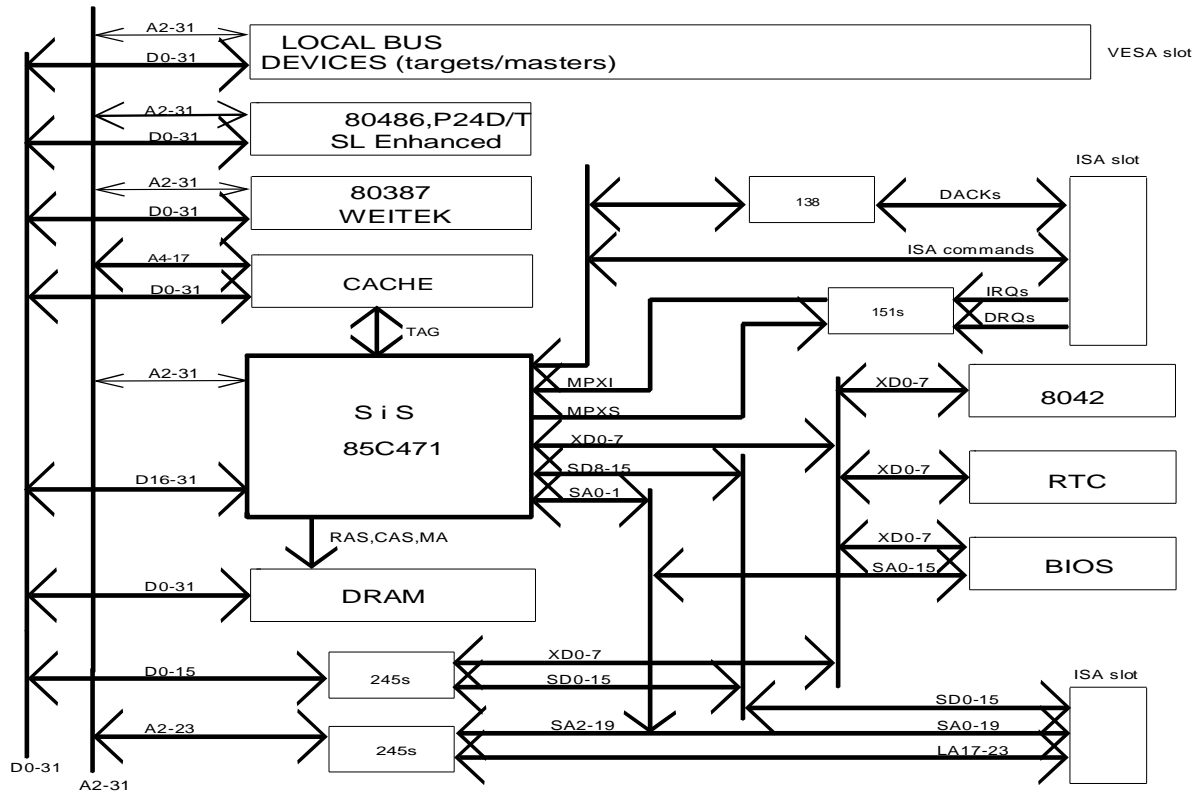 A2-31
LOCAL BUS
D0-31
DEVICES (targets/masters)
VESA slot
A2-31
80486,P24D/T
D0-31
SL Enhanced
ISA slot
A2-31
80387
D0-31
WEITEK
138
DACKs
A4-17
ISA commands
D0-31
CACHE
IRQs
151s
DRQs
TAG
A2-31
MPXI
XD0-7
8042
SiS
MPXS
85C471
XD0-7
SD8-15
XD0-7
RTC
D16-31
SA0-1
RAS,CAS,MA
XD0-7
BIOS
SA0-15
D0-31
DRAM
XD0-7
D0-15
245s
SD0-15
ISA slot
SD0-15
A2-23
SA2-19
SA0-19
245s
LA17-23
D0-31
A2-31